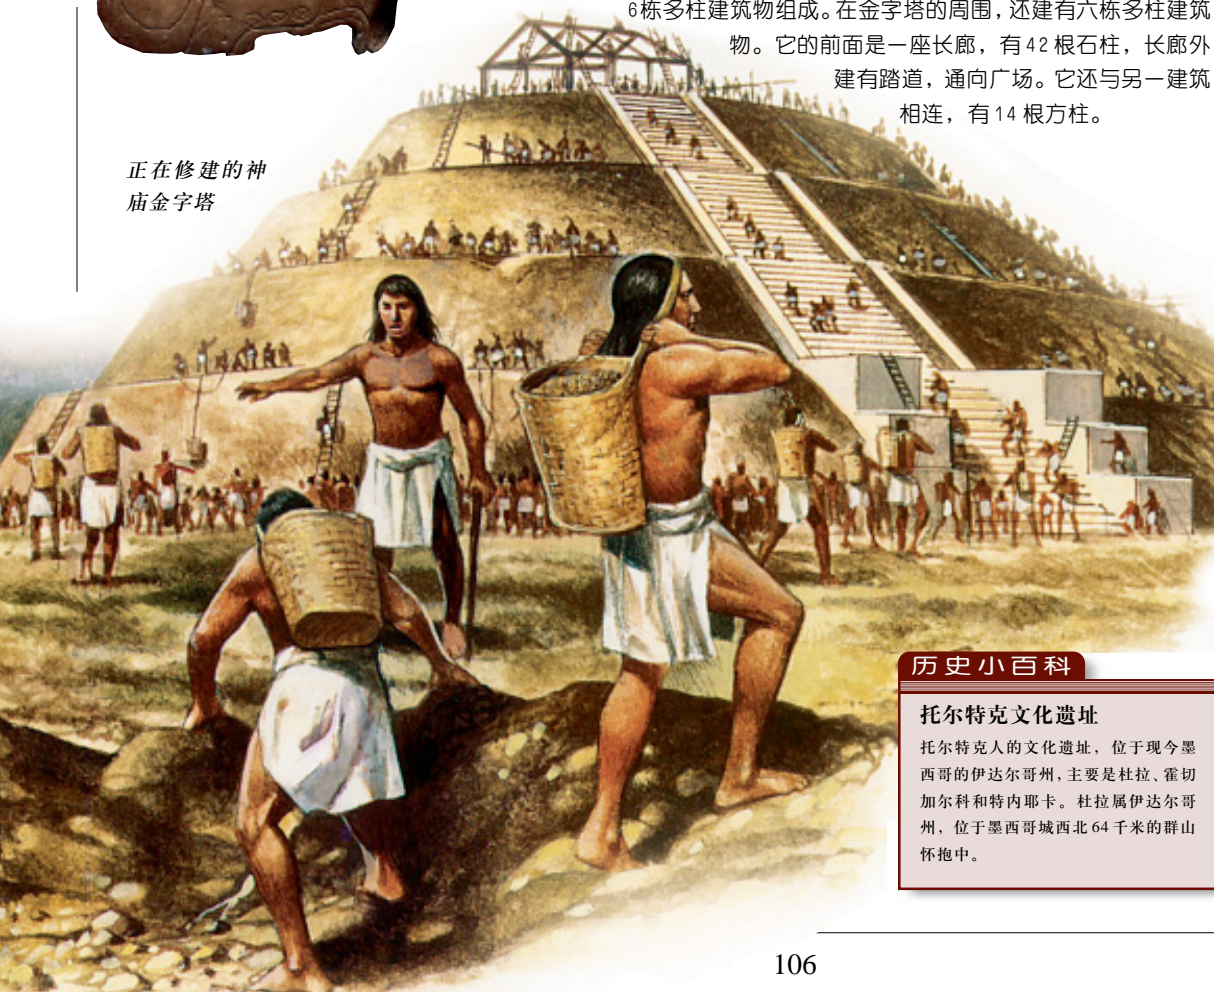 6栋多柱建筑物组成。在金字塔的周围，还建有六栋多柱建筑
物。它的前面是一座长廊，有42根石柱，长廊外
建有踏道，通向广场。它还与另一建筑
相连，有14根方柱。
正在修建的神
庙金字塔
历史小百科
托尔特克文化遗址
托尔特克人的文化遗址，位于现今墨
西哥的伊达尔哥州，主要是杜拉、霍切
加尔科和特内耶卡。杜拉属伊达尔哥
州，位于墨西哥城西北64千米的群山
怀抱中。
106